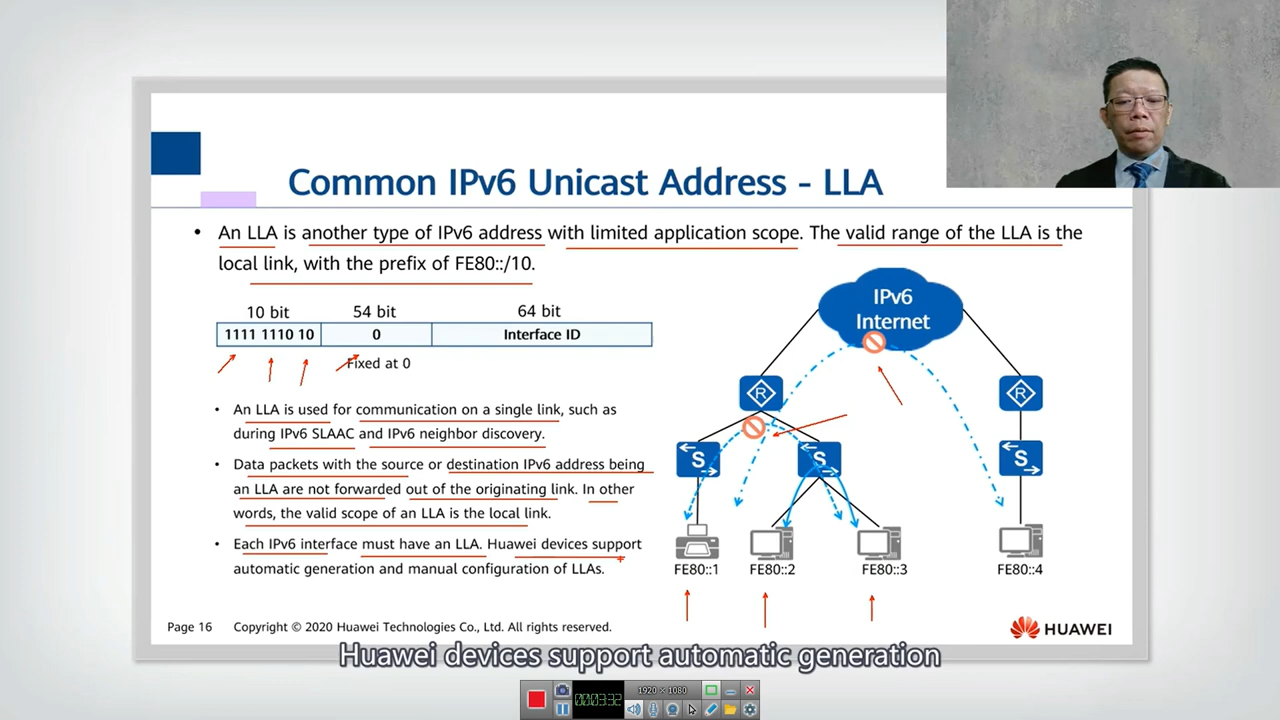 Common IPv6 Unicast Address - LLA
• An LLA is another type of IPv6 address with limited application scope. The valid range of the LLA is the
local link, with the prefix of FE80::/10.
10 bit 54 bit 64 bit
1111 1110 10 0 Interface ID
Fixed at 0
• An LLA is used for communication on a single link, such as
during IPv6 SLAAC and IPv6 neighbor discovery.
• Data packets with the source or destination IPv6 address being
an LLA are not forwarded out of the originating link. In other
words, the valid scope of an LLA is the local link.
• Each IPv6 interface must have an LLA. Huawei devices support
automatic generation and manual configuration of LLAs.
IPv6
Internet
R R
S S S
FE80::1 FE80::2 FE80::3 FE80::4
Page 16 Copyright © 2020 Huawei Technologies Co., Ltd. All rights reserved.
HUAWEI
Huawei devices support automatic generation
1920 × 1080
00:03:32